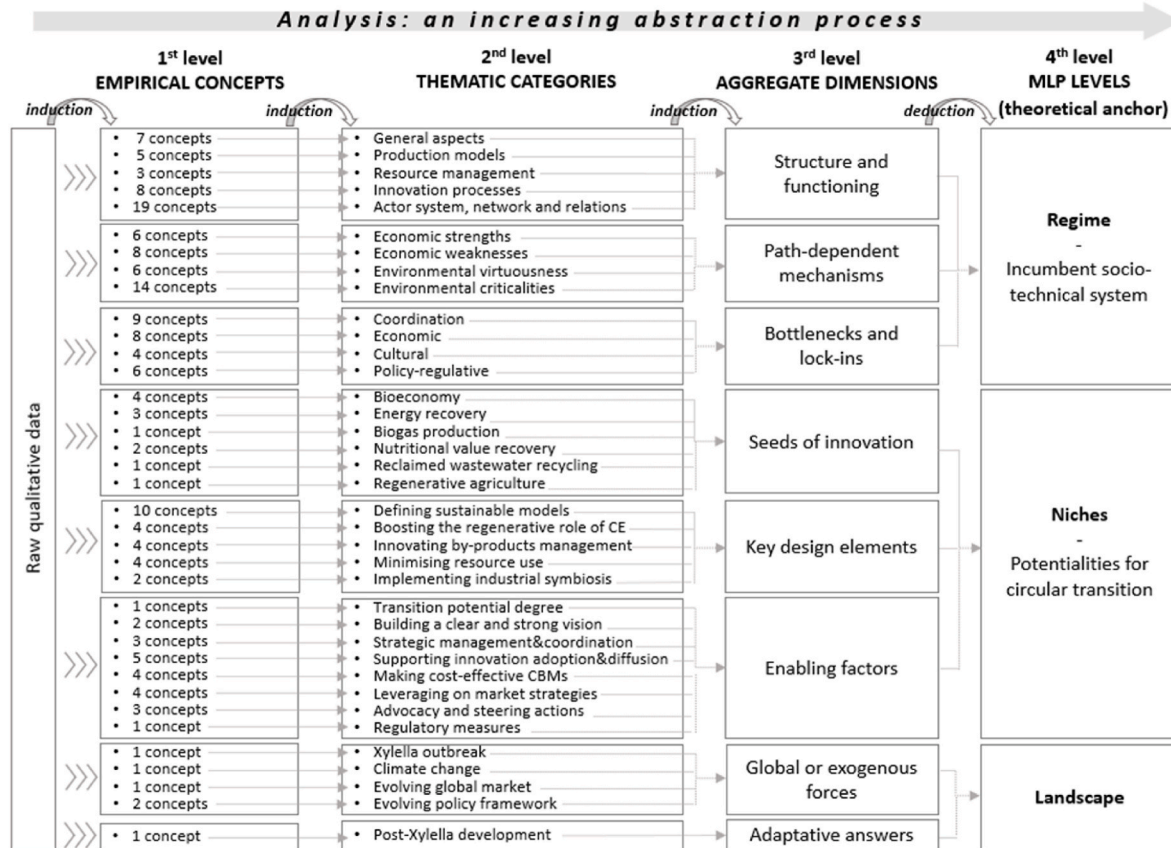 Analysis: an increasing abstraction process
1st level
EMPIRICAL CONCEPTS
2nd level
THEMATIC CATEGORIES
3rd level
AGGREGATE DIMENSIONS
4th level
MLP LEVELS
(theoretical anchor)
induction
induction
induction
deduction
Raw qualitative data
• 7 concepts
• 5 concepts
• 3 concepts
• 8 concepts
• 19 concepts
• General aspects
• Production models
• Resource management
• Innovation processes
• Actor system, network and relations
Structure and
functioning
• 6 concepts
• 8 concepts
• 6 concepts
• 14 concepts
• Economic strengths
• Economic weaknesses
• Environmental virtuousness
• Environmental criticalities
Path-dependent
mechanisms
• 9 concepts
• 8 concepts
• 4 concepts
• 6 concepts
• Coordination
• Economic
• Cultural
• Policy-regulative
Bottlenecks and
lock-ins
Regime
-
Incumbent socio-
technical system
• 4 concepts
• 3 concepts
• 1 concept
• 2 concepts
• 1 concept
• 1 concept
• Bioeconomy
• Energy recovery
• Biogas production
• Nutritional value recovery
• Reclaimed wastewater recycling
• Regenerative agriculture
Seeds of innovation
• 10 concepts
• 4 concepts
• 4 concepts
• 4 concepts
• 2 concepts
• Defining sustainable models
• Boosting the regenerative role of CE
• Innovating by-products management
• Minimising resource use
• Implementing industrial symbiosis
Key design elements
• 1 concepts
• 2 concepts
• 3 concepts
• 5 concepts
• 4 concepts
• 4 concepts
• 3 concepts
• 1 concept
• Transition potential degree
• Building a clear and strong vision
• Strategic management&coordination
• Supporting innovation adoption&diffusion
• Making cost-effective CBMs
• Leveraging on market strategies
• Advocacy and steering actions
• Regulatory measures
Enabling factors
Niches
-
Potentialities for
circular transition
• 1 concept
• 1 concept
• 1 concept
• 2 concepts
• Xylella outbreak
• Climate change
• Evolving global market
• Evolving policy framework
Global or exogenous
forces
• 1 concept
• Post-Xylella development
Adaptative answers
Landscape